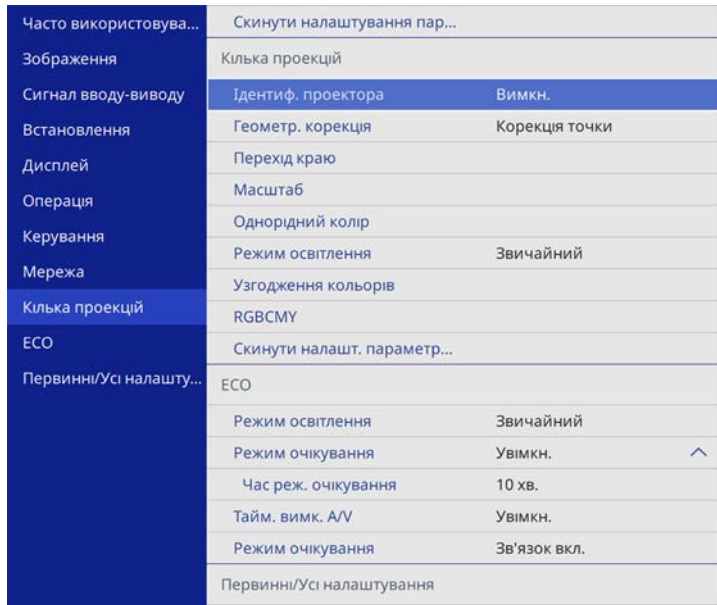 Часто використовува...
Зображення
Сигнал вводу-виводу
Встановлення
Дисплей
Операція
Керування
Мережа
Кілька проекцій
ECO
Первинні/Усі налашту...
Скинути налаштування пар...
Кілька проекцій
Ідентиф. проектора Вимкн.
Геометр. корекція Корекція точки
Перехід краю
Масштаб
Однорідний колір
Режим освітлення Звичайний
Узгодження кольорів
RGBCMY
Скинути налашт. параметр...
ECO
Режим освітлення Звичайний
Режим очікування Увімкн.
Час реж. очікування 10 хв.
Тайм. вимк. A/V Увімкн.
Режим очікування Зв'язок вкл.
Первинні/Усі налаштування